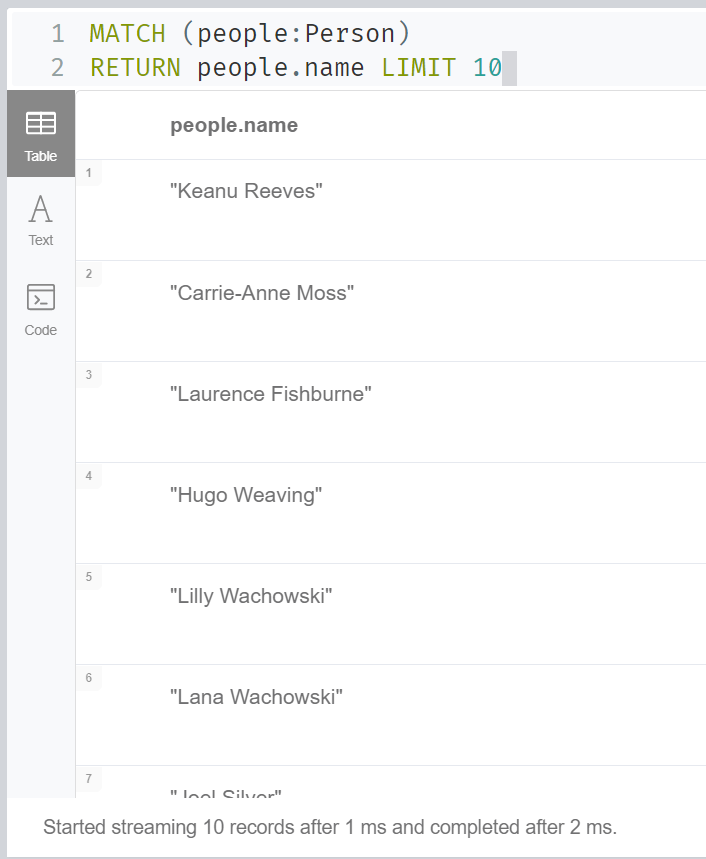 1 MATCH (people:Person)
2 RETURN people.name LIMIT 10
Table
Text
Code
people.name
1
"Keanu Reeves"
2
"Carrie-Anne Moss"
3
"Laurence Fishburne"
4
"Hugo Weaving"
5
"Lilly Wachowski"
6
"Lana Wachowski"
7
"Joel Silver"
Started streaming 10 records after 1 ms and completed after 2 ms.